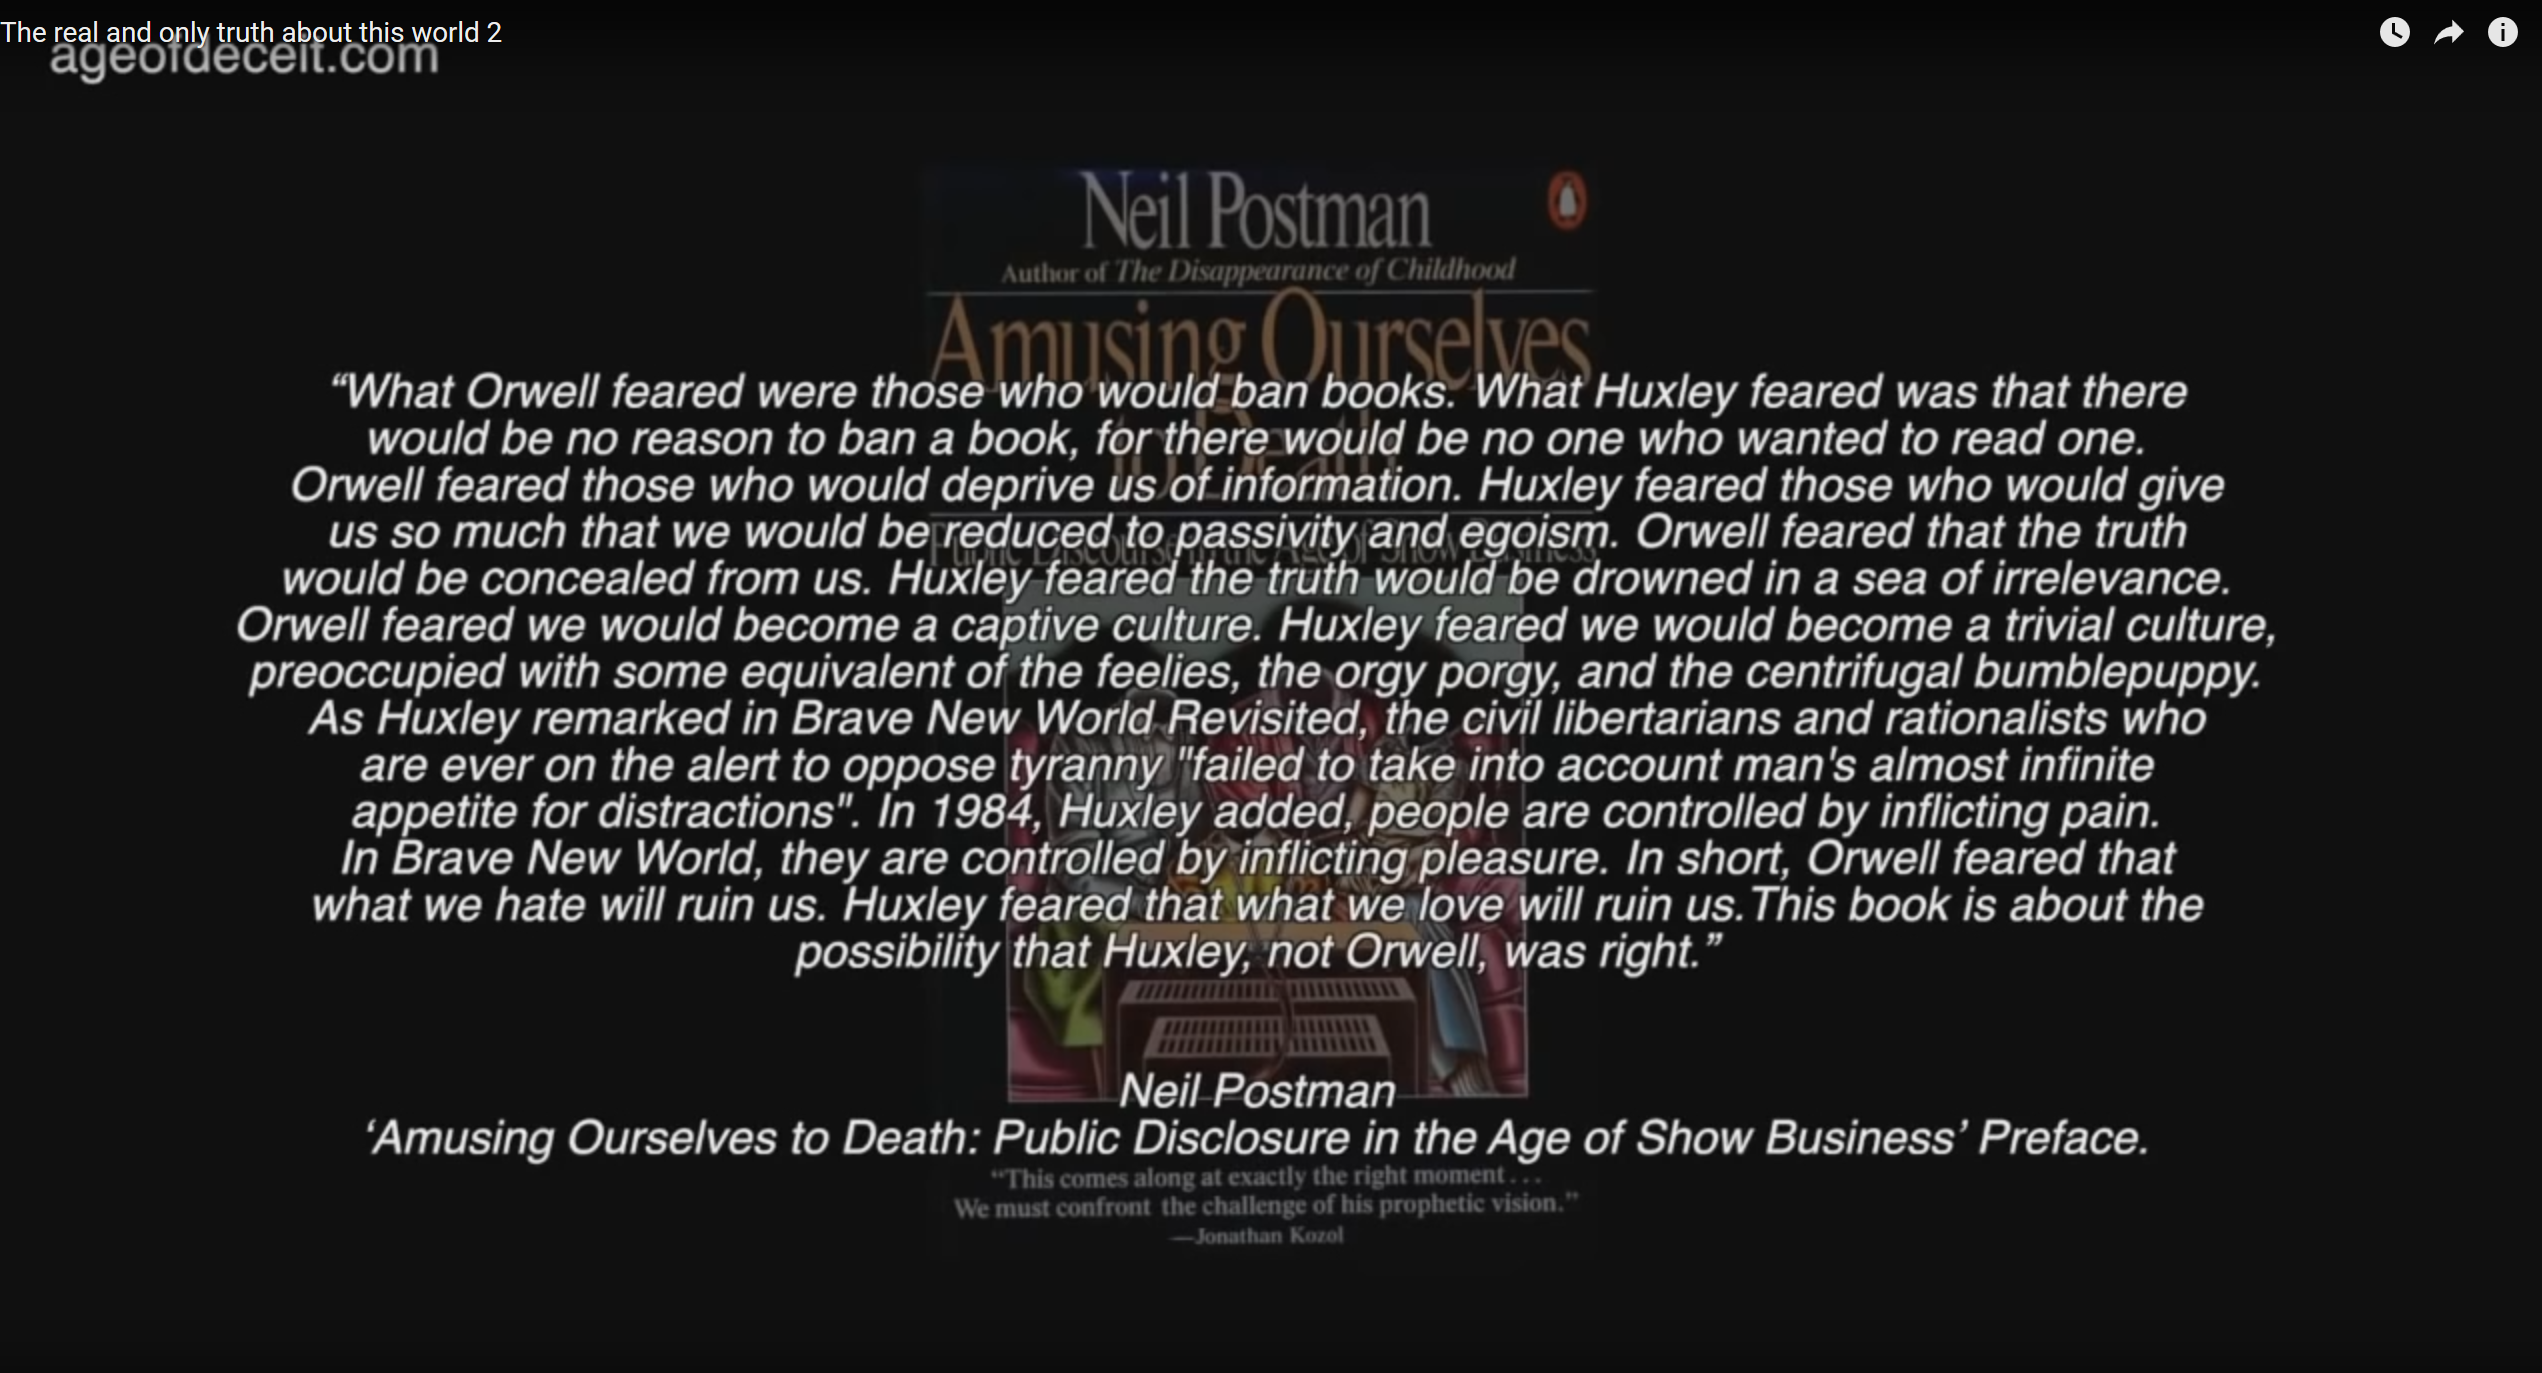 The real and only truth about this world 2
ageofdeceit.com
Neil Postman
Author of The Disappearance of Childhood
Amusing Ourselves
to Death
Public Discourse in the Age of Show Business
“What Orwell feared were those who would ban books. What Huxley feared was that there
would be no reason to ban a book, for there would be no one who wanted to read one.
Orwell feared those who would deprive us of information. Huxley feared those who would give
us so much that we would be reduced to passivity and egoism. Orwell feared that the truth
would be concealed from us. Huxley feared the truth would be drowned in a sea of irrelevance.
Orwell feared we would become a captive culture. Huxley feared we would become a trivial culture,
preoccupied with some equivalent of the feelies, the orgy porgy, and the centrifugal bumblepuppy.
As Huxley remarked in Brave New World Revisited, the civil libertarians and rationalists who
are ever on the alert to oppose tyranny "failed to take into account man's almost infinite
appetite for distractions". In 1984, Huxley added, people are controlled by inflicting pain.
In Brave New World, they are controlled by inflicting pleasure. In short, Orwell feared that
what we hate will ruin us. Huxley feared that what we love will ruin us.This book is about the
possibility that Huxley, not Orwell, was right.”
Neil Postman
‘Amusing Ourselves to Death: Public Disclosure in the Age of Show Business’ Preface.
“This comes along at exactly the right moment . . .
We must confront the challenge of his prophetic vision.”
—Jonathan Kozol